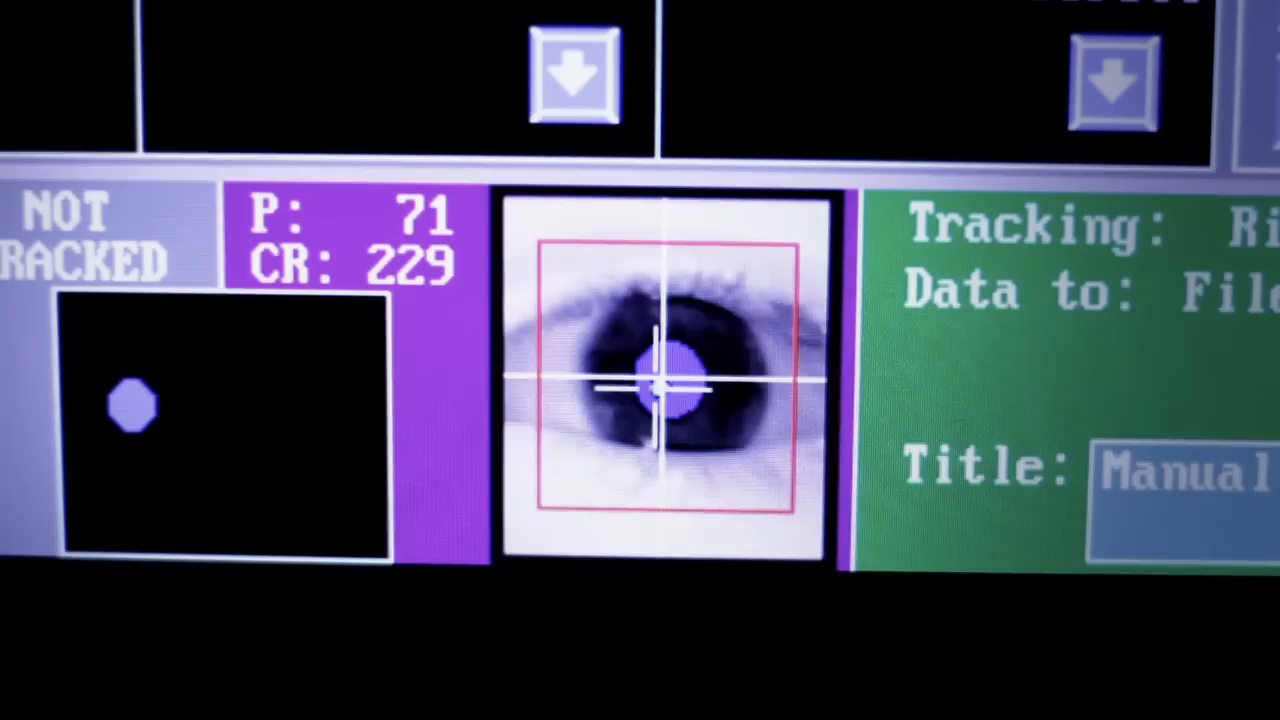 NOT
RACKED
P: 71
CR: 229
Tracking: Ri
Data to: File
Title: Manual